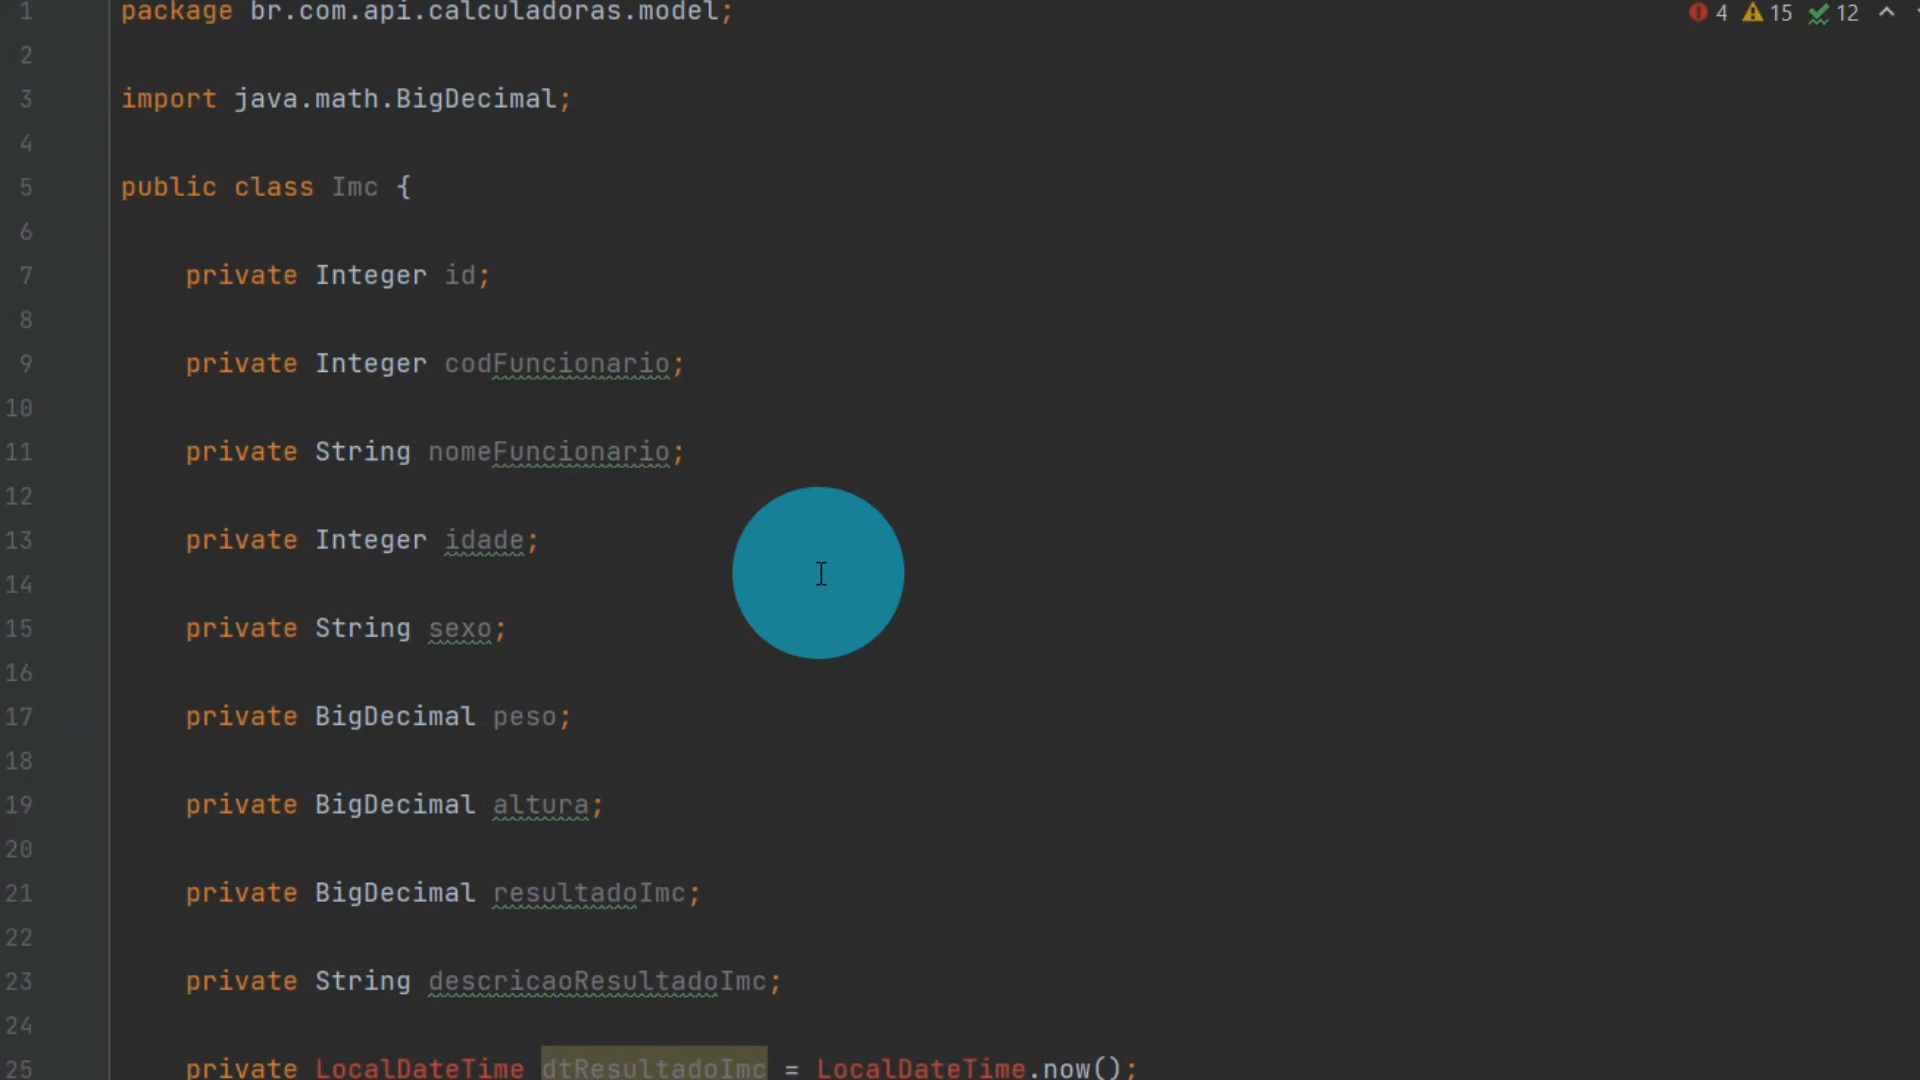 1 package br.com.api.calculadoras.model; 4 15 12
2
3 import java.math.BigDecimal;
4
5 public class Imc {
6
7 private Integer id;
8
9 private Integer codFuncionario;
10
11 private String nomeFuncionario;
12
13 private Integer idade;
14
15 private String sexo;
16
17 private BigDecimal peso;
18
19 private BigDecimal altura;
20
21 private BigDecimal resultadoImc;
22
23 private String descricaoResultadoImc;
24
25 private LocalDateTime dtResultadoImc = LocalDateTime.now();